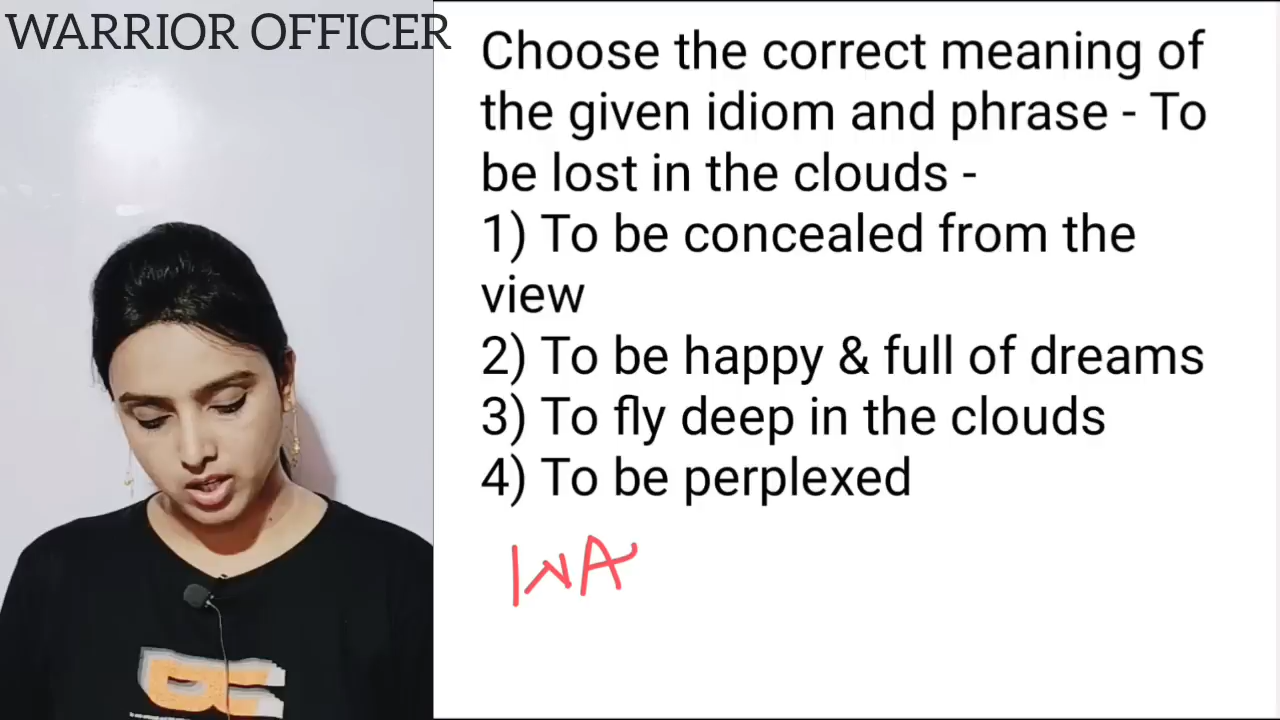 WARRIOR OFFICER
Choose the correct meaning of
the given idiom and phrase - To
be lost in the clouds -
1) To be concealed from the
view
2) To be happy & full of dreams
3) To fly deep in the clouds
4) To be perplexed